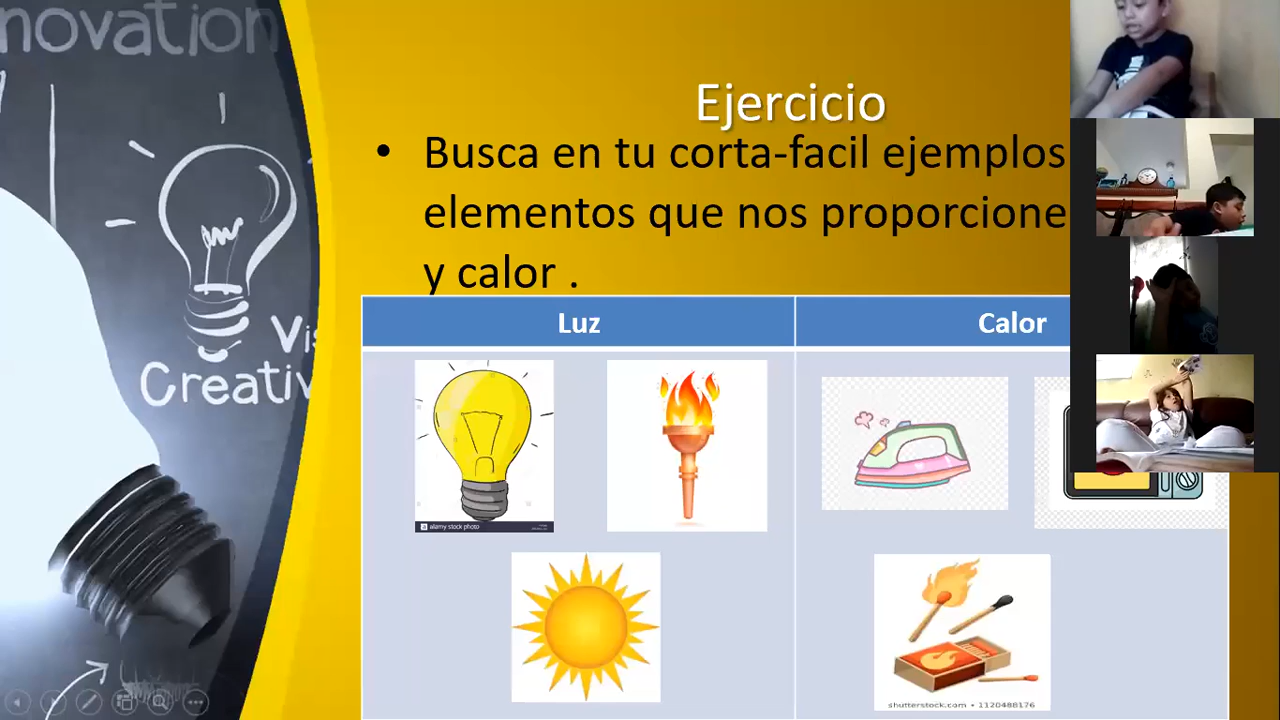 novation
Ejercicio
• Busca en tu corta-facil ejemplos
elementos que nos proporcione
y calor .
Vis
Creativ
Luz
Calor
a alamy stock photo
shutterstock.com • 1120488176